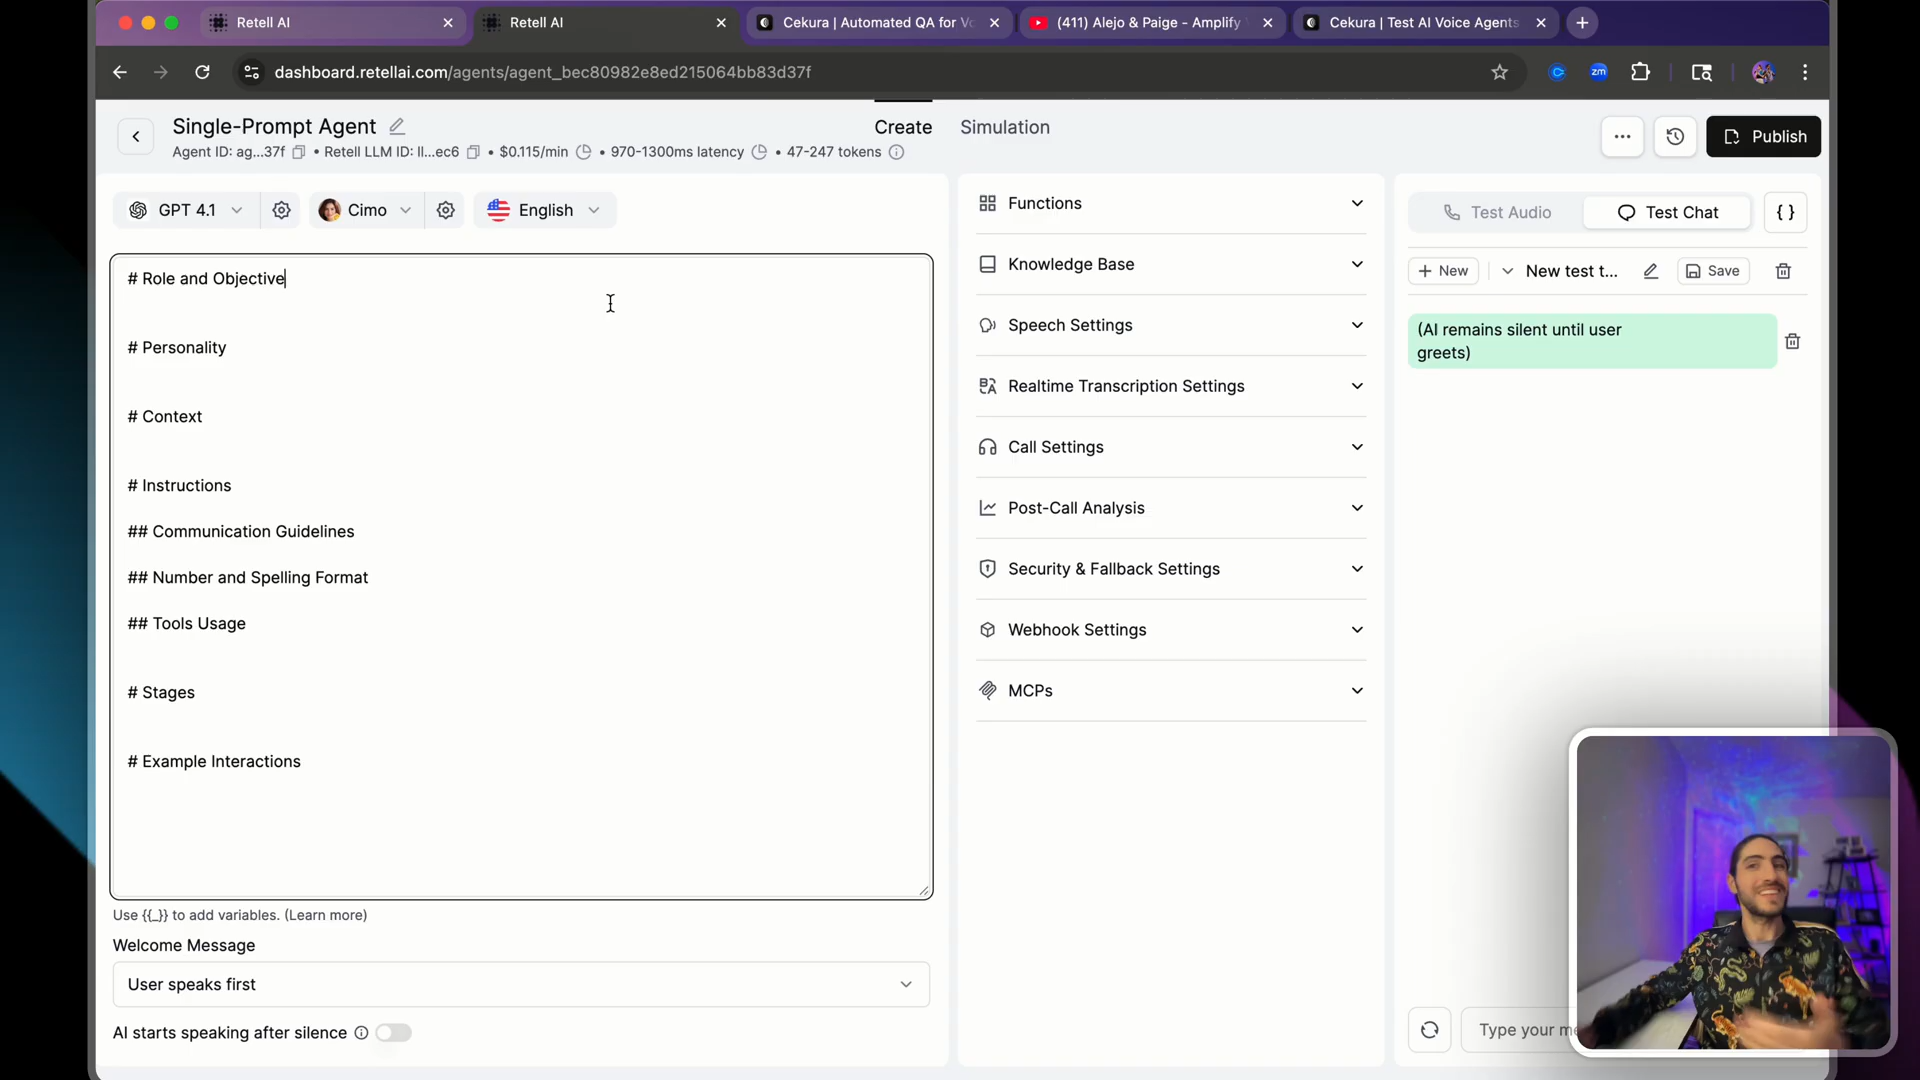 Retell AI
Retell AI
Cekura | Automated QA for Vo
(411) Alejo & Paige - Amplify
Cekura | Test AI Voice Agents
dashboard.retellai.com/agents/agent_bec80982e8ed215064bb83d37f
zm
Single-Prompt Agent
Agent ID: ag...37f • Retell LLM ID: ll...ec6 • $0.115/min • 970-1300ms latency • 47-247 tokens
Create
Simulation
Publish
GPT 4.1
Cimo
English
# Role and Objective
# Personality
# Context
# Instructions
## Communication Guidelines
## Number and Spelling Format
## Tools Usage
# Stages
# Example Interactions
Use {{_}} to add variables. (Learn more)
Welcome Message
User speaks first
AI starts speaking after silence
Functions
Knowledge Base
Speech Settings
Realtime Transcription Settings
Call Settings
Post-Call Analysis
Security & Fallback Settings
Webhook Settings
MCPs
Test Audio
Test Chat
{ }
+ New
New test t...
Save
(AI remains silent until user
greets)
Type your me